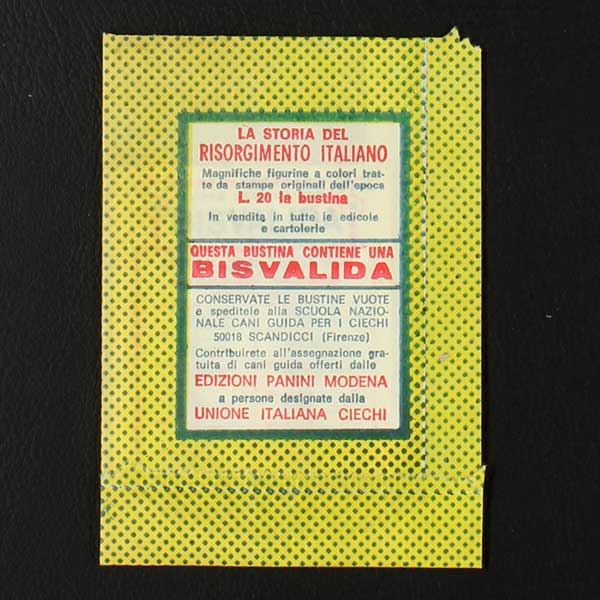 LA STORIA DEL
RISORGIMENTO ITALIANO
Magnifiche figurine a colori trat-
te da stampe originali dell'epoca
L. 20 la bustina
In vendita in tutte le edicole
e cartolerie
QUESTA BUSTINA CONTIENE UNA
BISVALIDA
CONSERVATE LE BUSTINE VUOTE
e speditele alla SCUOLA NAZIO-
NALE CANI GUIDA PER I CIECHI
50018 SCANDICCI (Firenze)
Contribuirete all'assegnazione gra-
tuita di cani guida offerti dalle
EDIZIONI PANINI MODENA
a persone designate dalla
UNIONE ITALIANA CIECHI